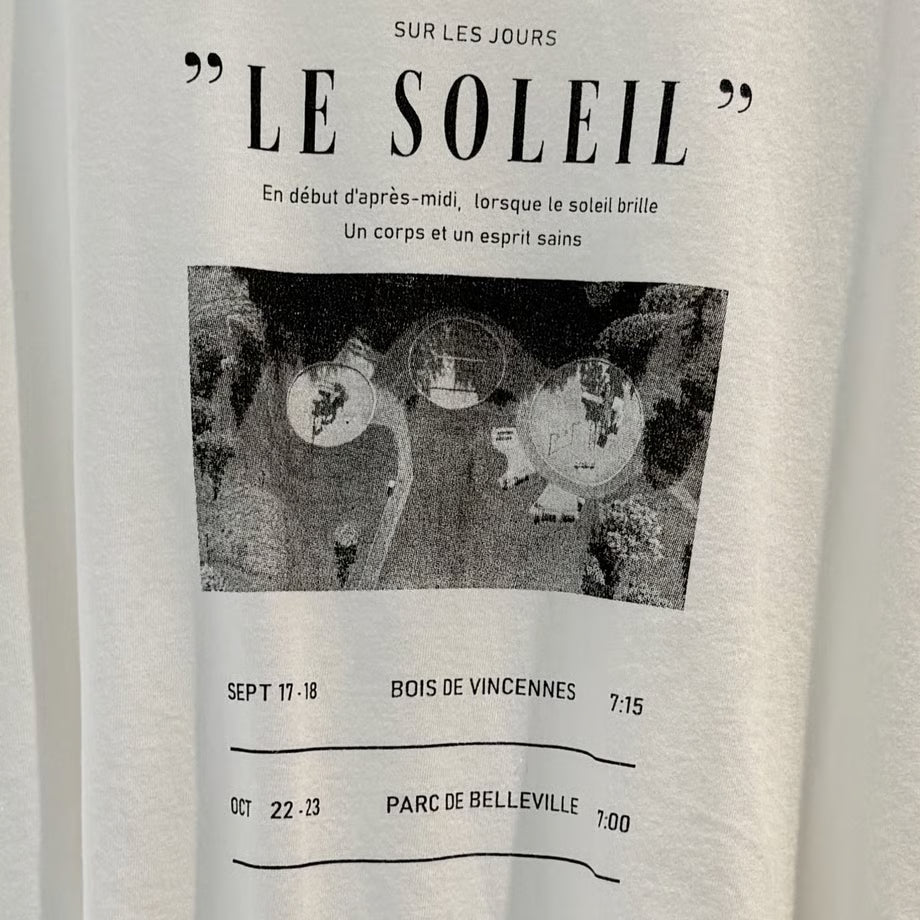 SUR LES JOURS
”LE SOLEIL”
En début d'après-midi, lorsque le soleil brille
Un corps et un esprit sains
SEPT 17-18 BOIS DE VINCENNES 7:15
OCT 22-23 PARC DE BELLEVILLE 7:00